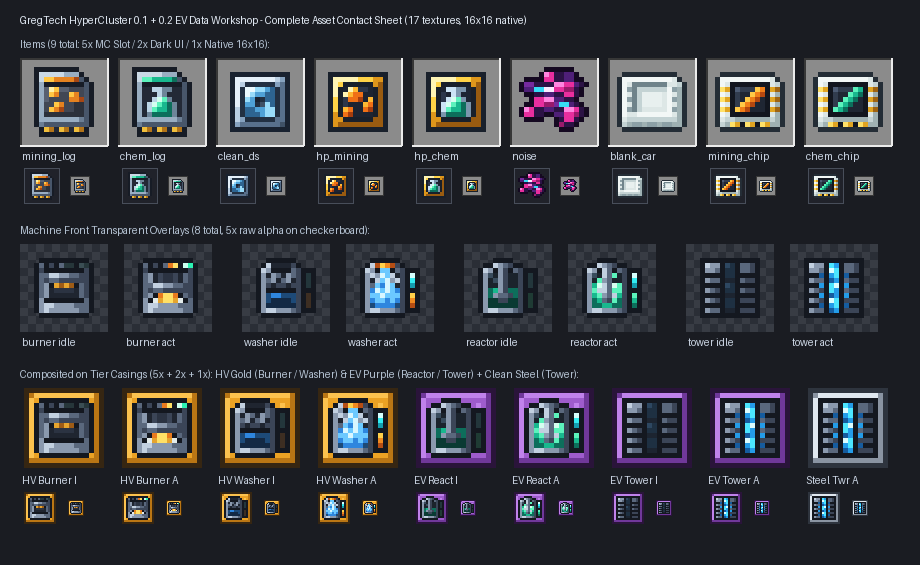 GregTech HyperCluster 0.1 + 0.2 EV Data Workshop - Complete Asset Contact Sheet (17 textures, 16x16 native)
Items (9 total: 5x MC Slot / 2x Dark UI / 1x Native 16x16):
mining_log chem_log clean_ds hp_mining hp_chem noise blank_car mining_chip chem_chip
Machine Front Transparent Overlays (8 total, 5x raw alpha on checkerboard):
burner idle burner act washer idle washer act reactor idle reactor act tower idle tower act
Composited on Tier Casings (5x + 2x + 1x): HV Gold (Burner / Washer) & EV Purple (Reactor / Tower) + Clean Steel (Tower):
HV Burner I HV Burner A HV Washer I HV Washer A EV React I EV React A EV Tower I EV Tower A Steel Twr A